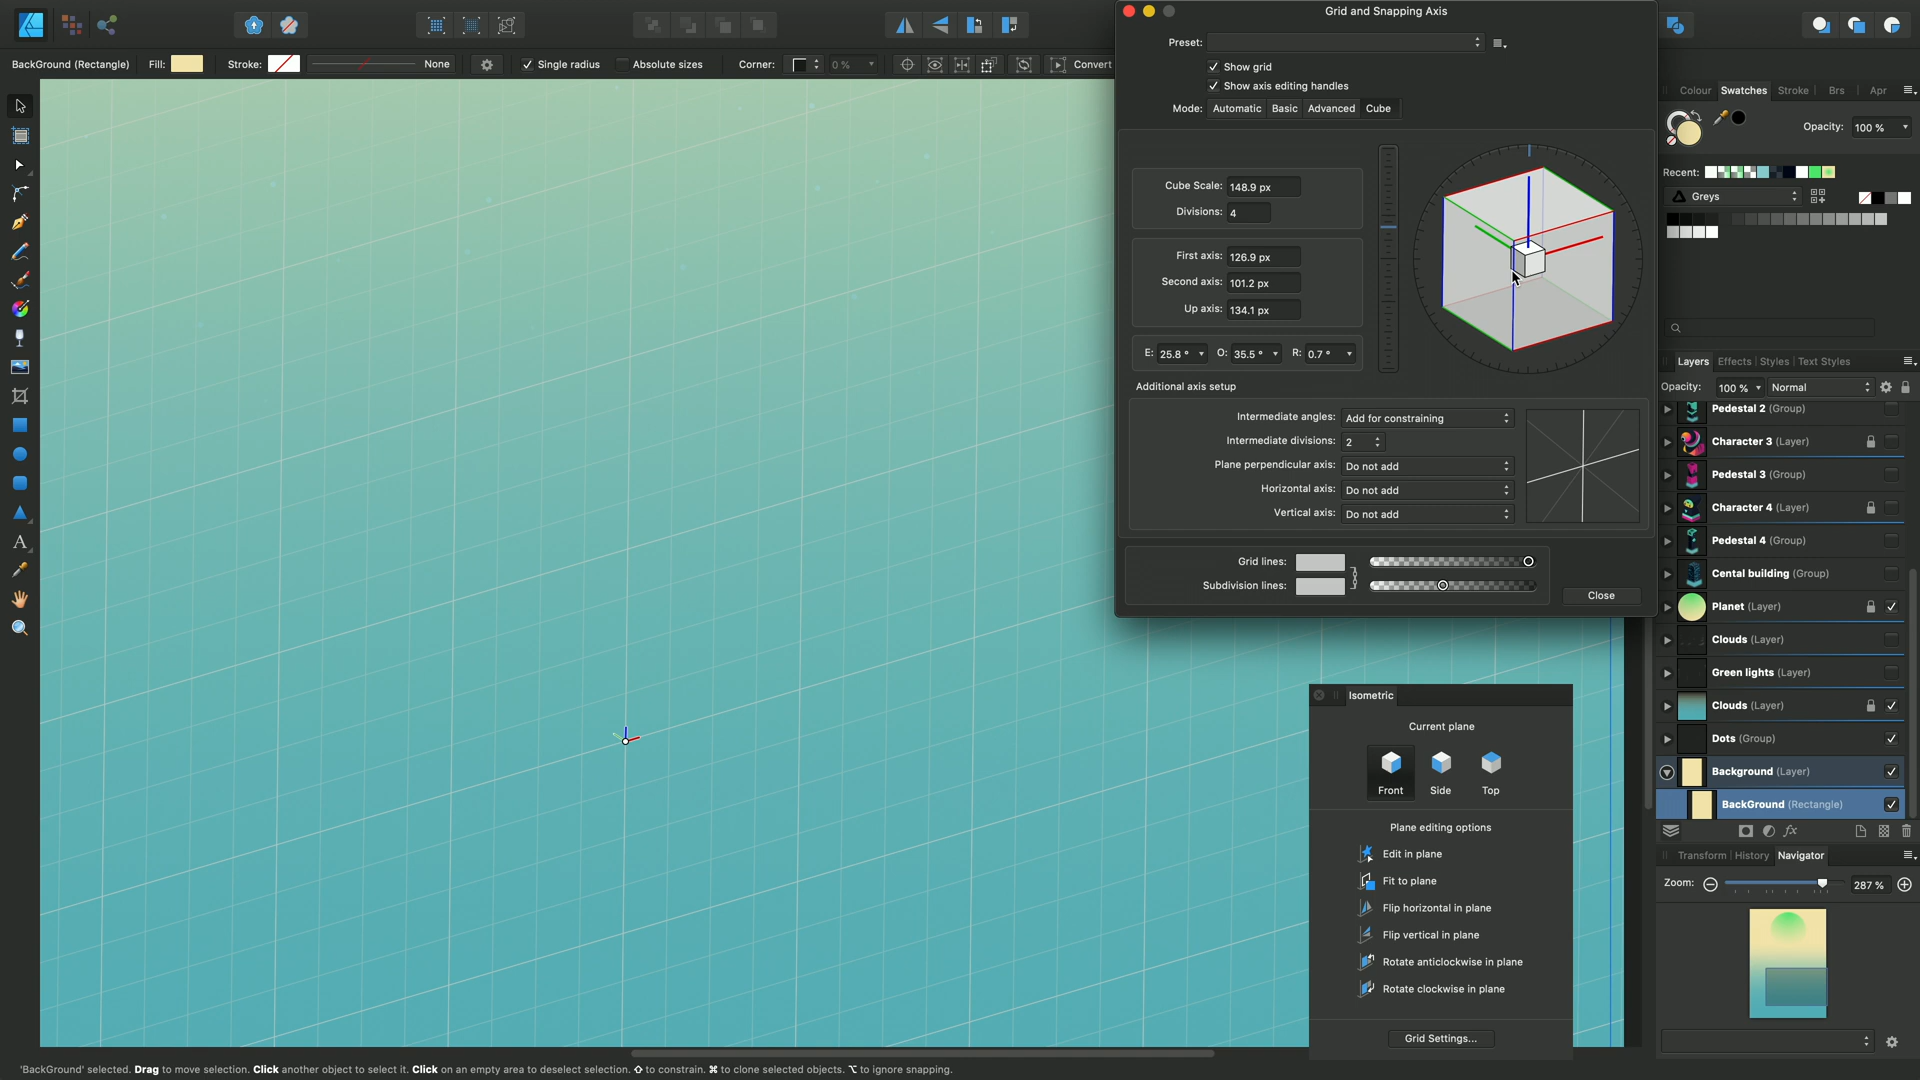 Grid and Snapping Axis
BackGround (Rectangle) Fill: Stroke: None Single radius Absolute sizes Corner: 0 % Convert
Preset:
Show grid
Show axis editing handles
Mode: Automatic Basic Advanced Cube
Cube Scale: 148.9 px
Divisions: 4
First axis: 126.9 px
Second axis: 101.2 px
Up axis: 134.1 px
E: 25.8 ° O: 35.5 ° R: 0.7 °
Additional axis setup
Intermediate angles: Add for constraining
Intermediate divisions: 2
Plane perpendicular axis: Do not add
Horizontal axis: Do not add
Vertical axis: Do not add
Grid lines:
Subdivision lines:
Close
Isometric
Current plane
Front Side Top
Plane editing options
Edit in plane
Fit to plane
Flip horizontal in plane
Flip vertical in plane
Rotate anticlockwise in plane
Rotate clockwise in plane
Grid Settings...
Colour Swatches Stroke Brs Apr
Opacity: 100 %
Recent:
Greys
Layers Effects Styles Text Styles
Opacity: 100 % Normal
Pedestal 2 (Group)
Character 3 (Layer)
Pedestal 3 (Group)
Character 4 (Layer)
Pedestal 4 (Group)
Cental building (Group)
Planet (Layer)
Clouds (Layer)
Green lights (Layer)
Clouds (Layer)
Dots (Group)
Background (Layer)
BackGround (Rectangle)
Transform History Navigator
Zoom: 287 %
'BackGround' selected. Drag to move selection. Click another object to select it. Click on an empty area to deselect selection. ⇧ to constrain. ⌘ to clone selected objects. ⌥ to ignore snapping.